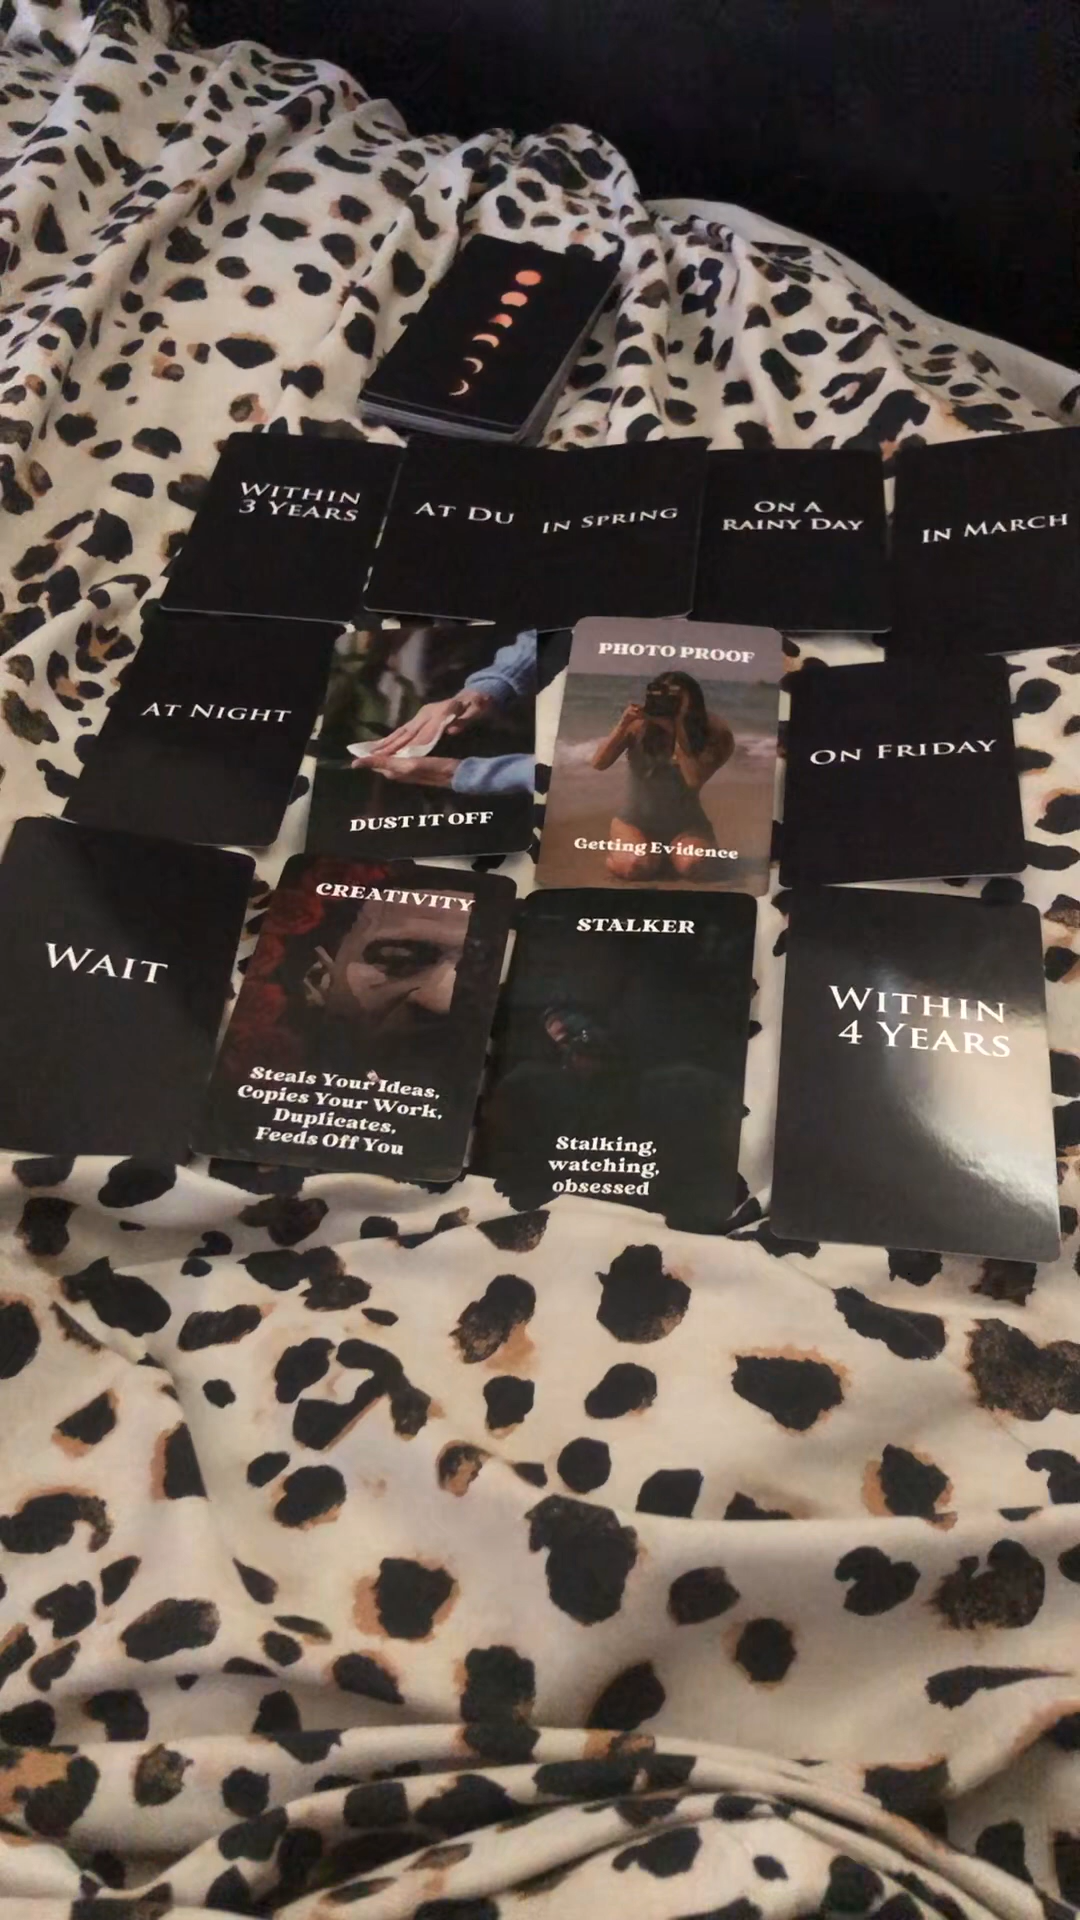 WITHIN
3 YEARS
AT DU
IN SPRING
ON A
RAINY DAY
IN MARCH
AT NIGHT
DUST IT OFF
PHOTO PROOF
Getting Evidence
ON FRIDAY
WAIT
CREATIVITY
Steals Your Ideas,
Copies Your Work,
Duplicates,
Feeds Off You
STALKER
Stalking,
watching,
obsessed
WITHIN
4 YEARS